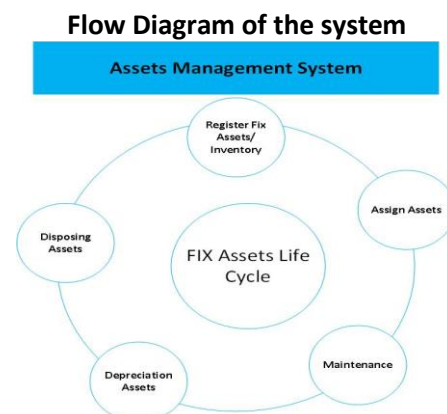 Flow Diagram of the system
Assets Management System
Register Fix
Assets/
Inventory
Assign Assets
Disposing
Assets
FIX Assets Life
Cycle
Maintenance
Depreciation
Assets